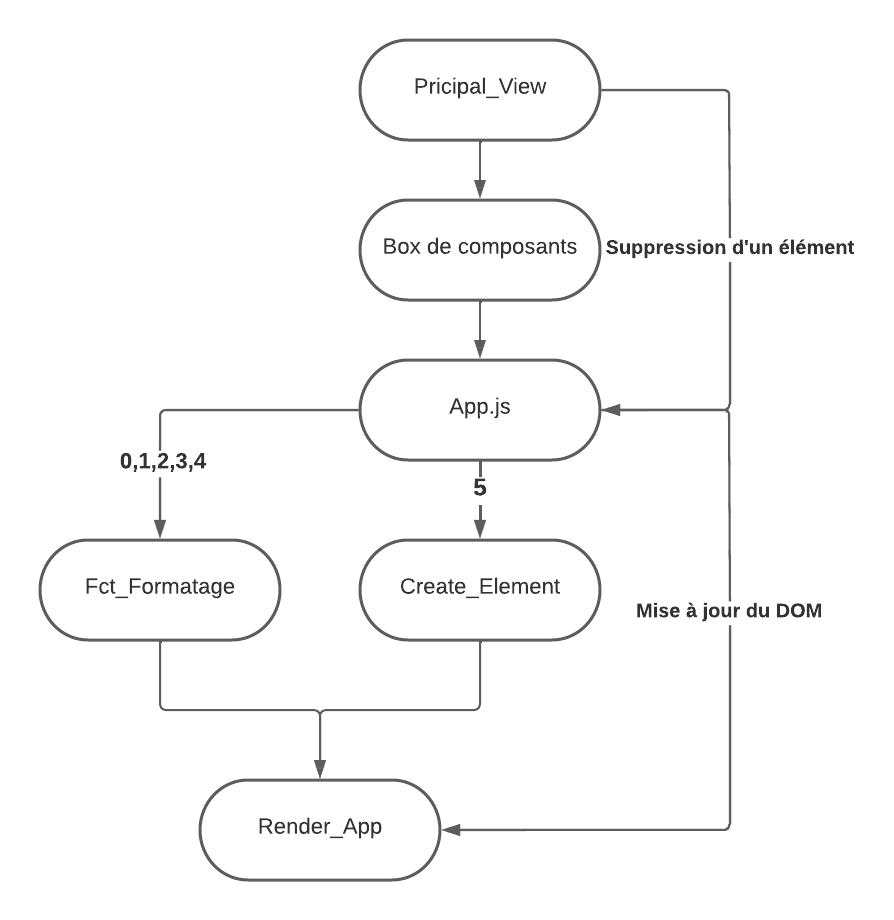 Pricipal_View
Box de composants
Suppression d'un élément
App.js
0,1,2,3,4
5
Fct_Formatage
Create_Element
Mise à jour du DOM
Render_App